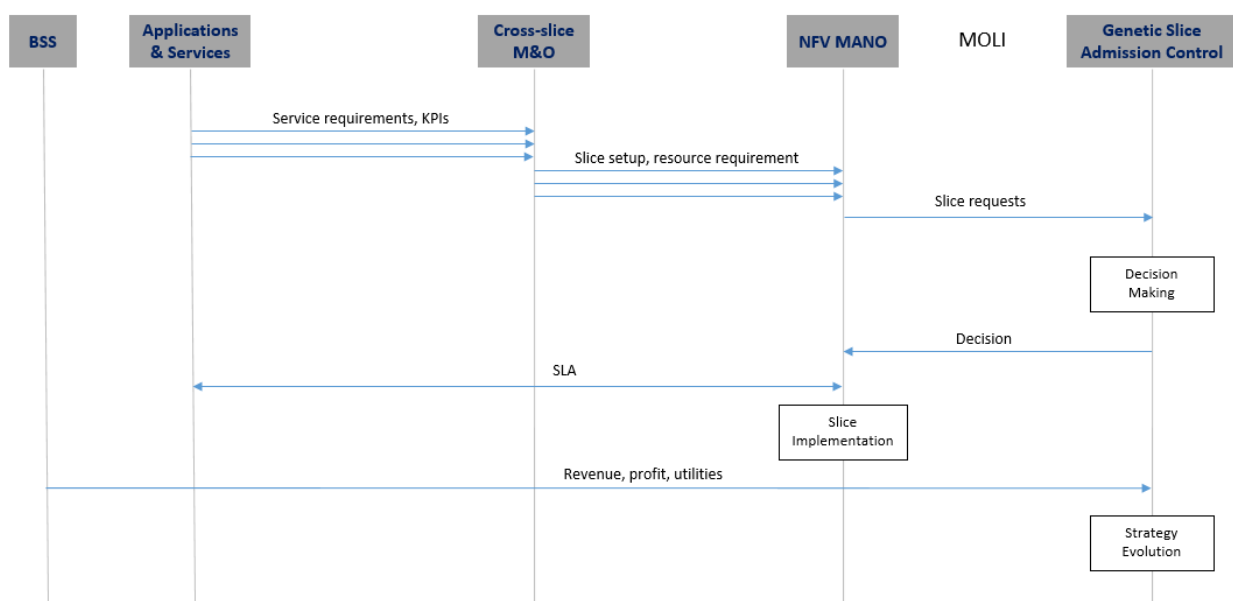 BSS
Applications
& Services
Cross-slice
M&O
NFV MANO
MOLI
Genetic Slice
Admission Control
Service requirements, KPIs
Slice setup, resource requirement
Slice requests
Decision
Making
Decision
SLA
Slice
Implementation
Revenue, profit, utilities
Strategy
Evolution